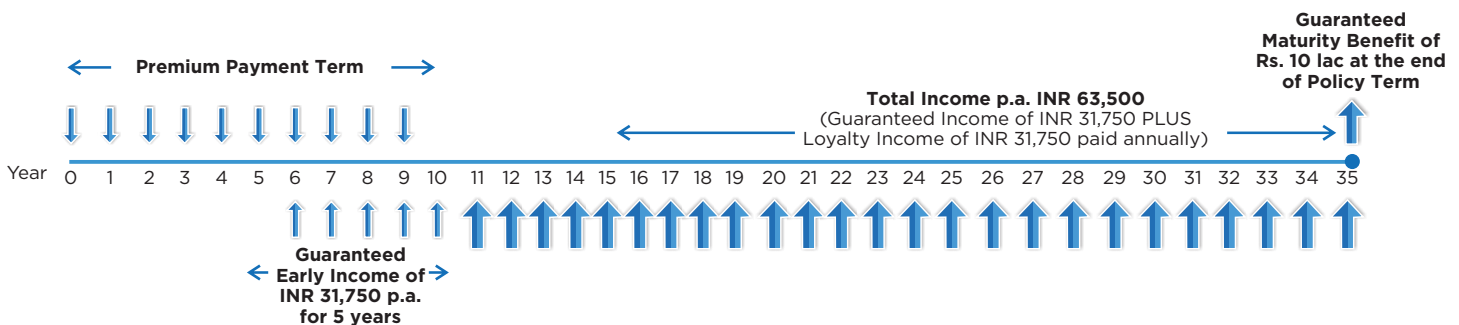 Guaranteed
Maturity Benefit of
Rs. 10 lac at the end
of Policy Term
Premium Payment Term
Total Income p.a. INR 63,500
(Guaranteed Income of INR 31,750 PLUS
Loyalty Income of INR 31,750 paid annually)
Year 0 1 2 3 4 5 6 7 8 9 10 11 12 13 14 15 16 17 18 19 20 21 22 23 24 25 26 27 28 29 30 31 32 33 34 35
Guaranteed
Early Income of
INR 31,750 p.a.
for 5 years